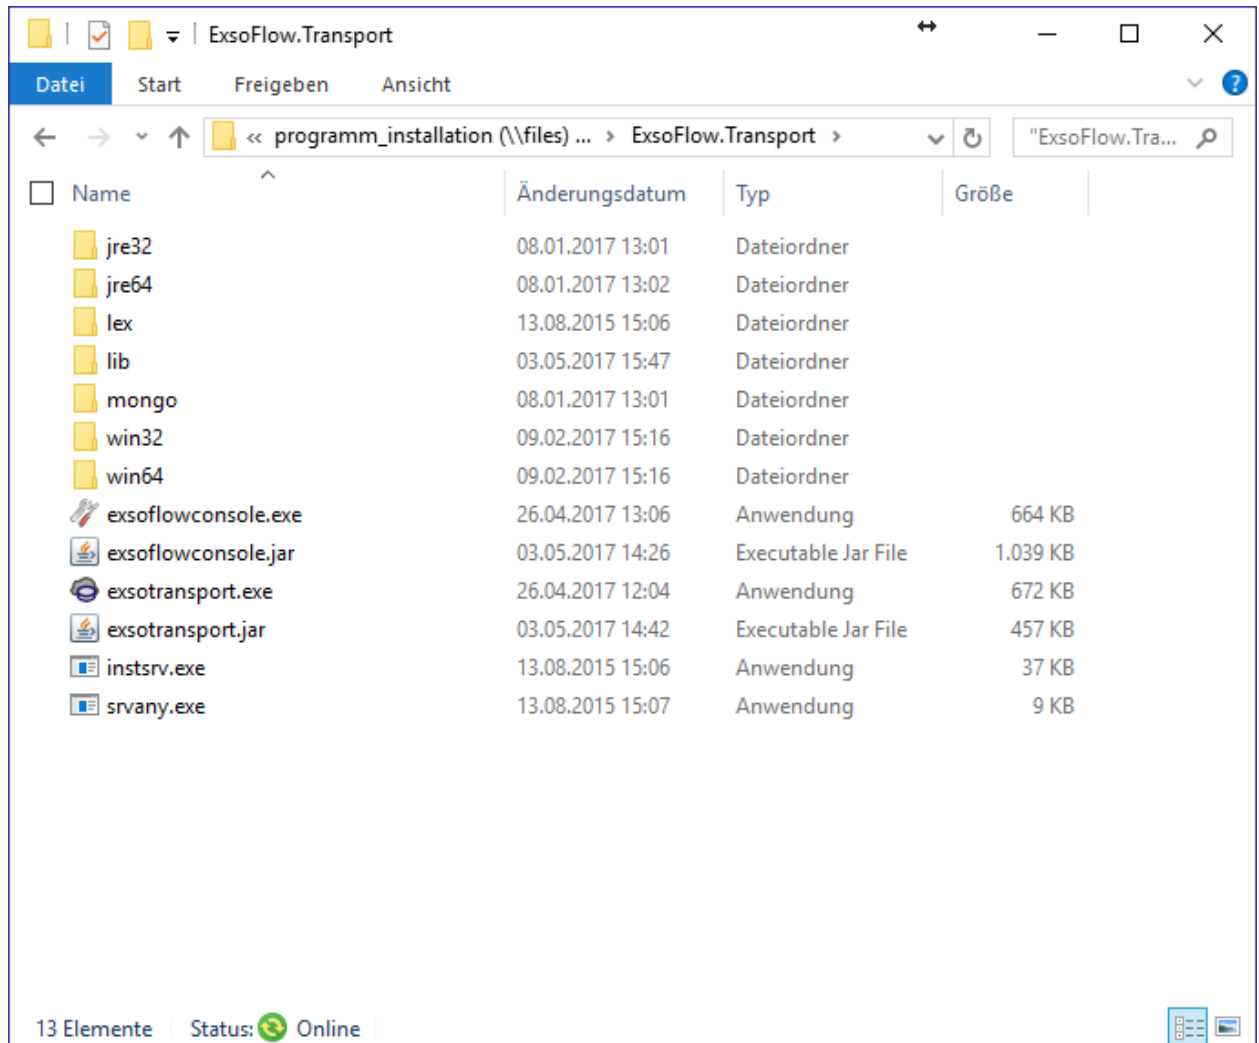 ExsoFlow.Transport
Datei Start Freigeben Ansicht
« programm_installation (\\files) ... › ExsoFlow.Transport › "ExsoFlow.Tra...
Name Änderungsdatum Typ Größe
jre32 08.01.2017 13:01 Dateiordner
jre64 08.01.2017 13:02 Dateiordner
lex 13.08.2015 15:06 Dateiordner
lib 03.05.2017 15:47 Dateiordner
mongo 08.01.2017 13:01 Dateiordner
win32 09.02.2017 15:16 Dateiordner
win64 09.02.2017 15:16 Dateiordner
exsoflowconsole.exe 26.04.2017 13:06 Anwendung 664 KB
exsoflowconsole.jar 03.05.2017 14:26 Executable Jar File 1.039 KB
exsotransport.exe 26.04.2017 12:04 Anwendung 672 KB
exsotransport.jar 03.05.2017 14:42 Executable Jar File 457 KB
instsrv.exe 13.08.2015 15:06 Anwendung 37 KB
srvany.exe 13.08.2015 15:07 Anwendung 9 KB
13 Elemente Status: Online